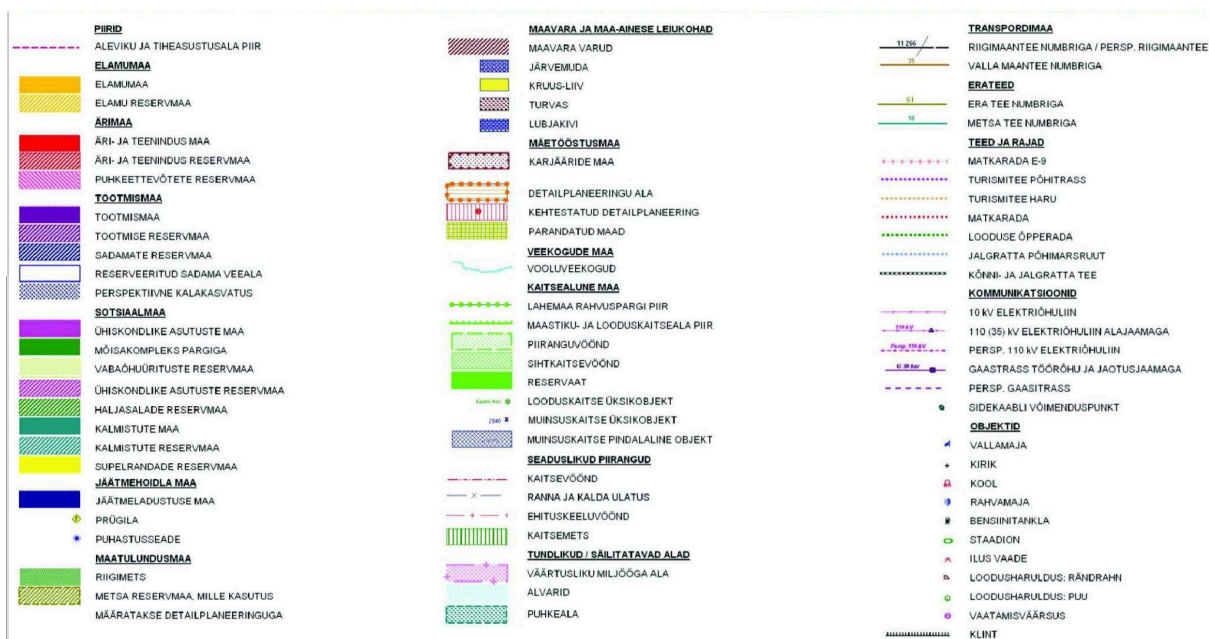 PIIRID
ALEVIKU JA TIHEASUSTUSALA PIIR
ELAMUMAA
ELAMUMAA
ELAMU RESERVMAA
ÄRIMAA
ÄRI- JA TEENINDUS MAA
ÄRI- JA TEENINDUS RESERVMAA
PUHKEETTEVÕTETE RESERVMAA
TOOTMISMAA
TOOTMISMAA
TOOTMISE RESERVMAA
SADAMATE RESERVMAA
RESERVEERITUD SADAMA VEEALA
PERSPEKTIIVNE KALAKASVATUS
SOTSIAALMAA
ÜHISKONDLIKE ASUTUSTE MAA
MÕISAKOMPLEKS PARGIGA
VABAÕHUÜRITUSTE RESERVMAA
ÜHISKONDLIKE ASUTUSTE RESERVMAA
HALJASALADE RESERVMAA
KALMISTUTE MAA
KALMISTUTE RESERVMAA
SUPELRANDADE RESERVMAA
JÄÄTMEHOIDLA MAA
JÄÄTMELADUSTUSE MAA
PRÜGILA
PUHASTUSSEADE
MAATULUNDUSMAA
RIIGIMETS
METSA RESERVMAA, MILLE KASUTUS
MÄÄRATAKSE DETAILPLANEERINGUGA
MAAVARA JA MAA-AINESE LEIUKOHAD
MAAVARA VARUD
JÄRVEMUDA
KRUUS-LIIV
TURVAS
LUBJAKIVI
MÄETÖÖSTUSMAA
KARJÄÄRIDE MAA
DETAILPLANEERINGU ALA
KEHTESTATUD DETAILPLANEERING
PARANDATUD MAAD
VEEKOGUDE MAA
VOOLUVEEKOGUD
KAITSEALUNE MAA
LAHEMAA RAHVUSPARGI PIIR
MAASTIKU- JA LOODUSKAITSEALA PIIR
PIIRANGUVÖÖND
SIHTKAITSEVÖÖND
RESERVAAT
LOODUSKAITSE ÜKSIKOBJEKT
MUINSUSKAITSE ÜKSIKOBJEKT
MUINSUSKAITSE PINDALALINE OBJEKT
SEADUSLIKUD PIIRANGUD
KAITSEVÖÖND
RANNA JA KALDA ULATUS
EHITUSKEELUVÖÖND
KAITSEMETS
TUNDLIKUD / SÄILITATAVAD ALAD
VÄÄRTUSLIKU MILJÖÖGA ALA
ALVARID
PUHKEALA
TRANSPORDIMAA
11 266 RIIGIMAANTEE NUMBRIGA / PERSP. RIIGIMAANTEE
35 VALLA MAANTEE NUMBRIGA
ERATEED
61 ERA TEE NUMBRIGA
18 METSA TEE NUMBRIGA
TEED JA RAJAD
MATKARADA E-9
TURISMITEE PÕHITRASS
TURISMITEE HARU
MATKARADA
LOODUSE ÕPPERADA
JALGRATTA PÕHIMARSRUUT
KÕNNI- JA JALGRATTA TEE
KOMMUNIKATSIOONID
10 kV ELEKTRIÕHULIIN
110 (35) kV ELEKTRIÕHULIIN ALAJAAMAGA
PERSP. 110 kV ELEKTRIÕHULIIN
GAASTRASS TÖÖRÕHU JA JAOTUSJAAMAGA
PERSP. GAASITRASS
SIDEKAABLI VÕIMENDUSPUNKT
OBJEKTID
VALLAMAJA
KIRIK
KOOL
RAHVAMAJA
BENSIINITANKLA
STAADION
ILUS VAADE
LOODUSHARULDUS: RÄNDRAHN
LOODUSHARULDUS: PUU
VAATAMISVÄÄRSUS
KLINT